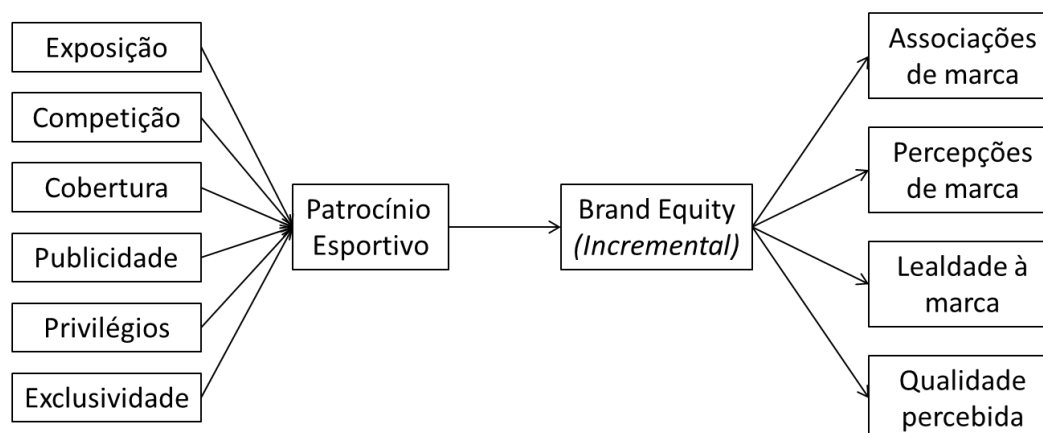 Exposição
Competição
Cobertura
Publicidade
Privilégios
Exclusividade
Patrocínio
Esportivo
Brand Equity
(Incremental)
Associações
de marca
Percepções
de marca
Lealdade à
marca
Qualidade
percebida